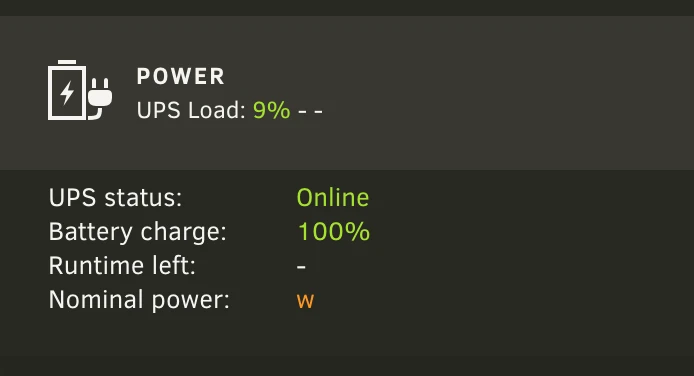 POWER
UPS Load: 9% - -
UPS status: Online
Battery charge: 100%
Runtime left: -
Nominal power: w